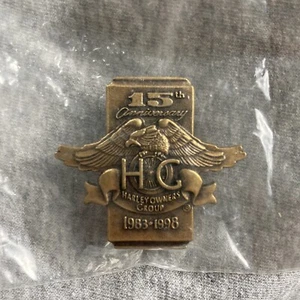 15th
Anniversary
HOG
HARLEY OWNERS
GROUP
1983-1998